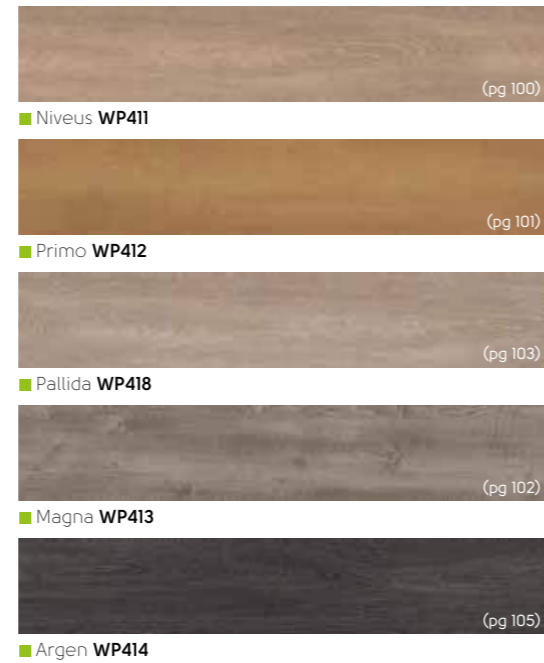 (pg 100)
Niveus WP411
(pg 101)
Primo WP412
(pg 103)
Pallida WP418
(pg 102)
Magna WP413
(pg 105)
Argen WP414